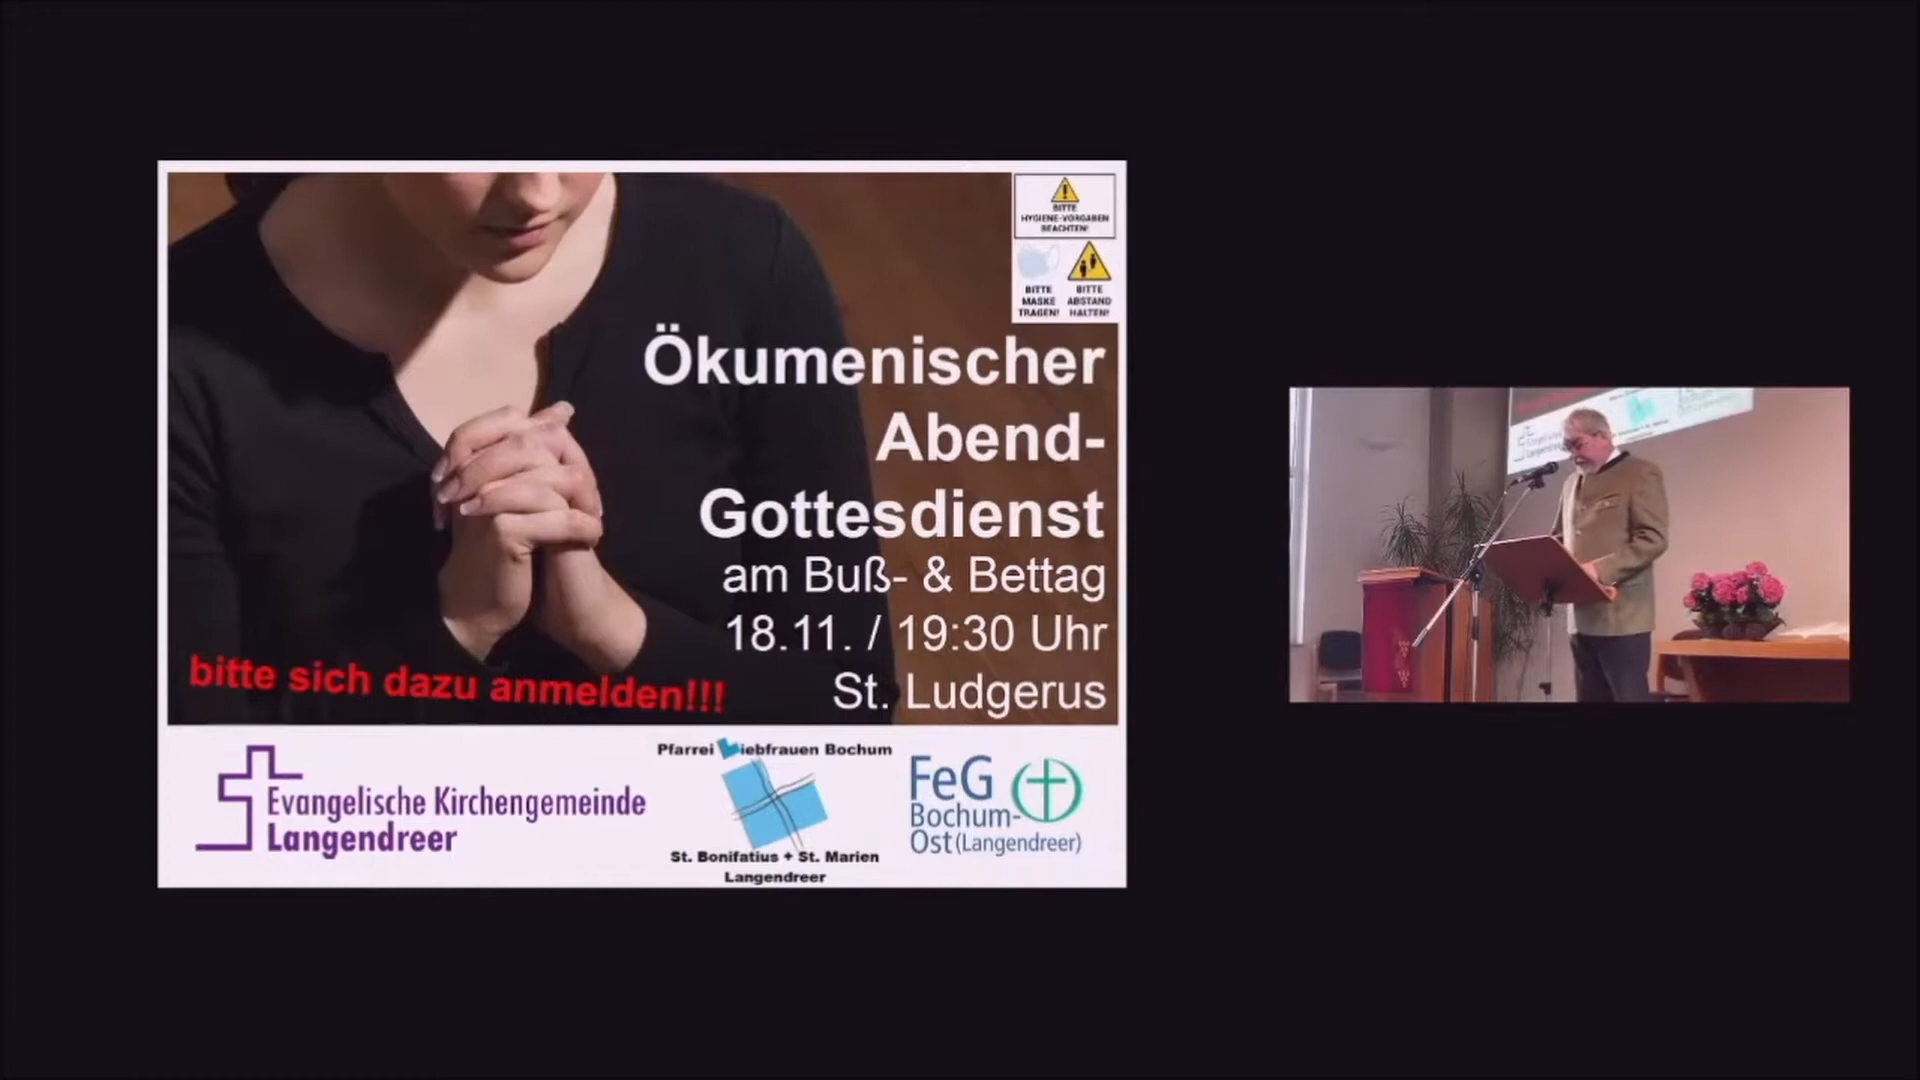 BITTE
HYGIENE-VORGABEN
BEACHTEN!
BITTE
MASKE
TRAGEN!
BITTE
ABSTAND
HALTEN!
Ökumenischer
Abend-
Gottesdienst
am Buß- & Bettag
18.11. / 19:30 Uhr
St. Ludgerus
bitte sich dazu anmelden!!!
Evangelische Kirchengemeinde
Langendreer
Pfarrei Liebfrauen Bochum
St. Bonifatius + St. Marien
Langendreer
FeG
Bochum-
Ost (Langendreer)